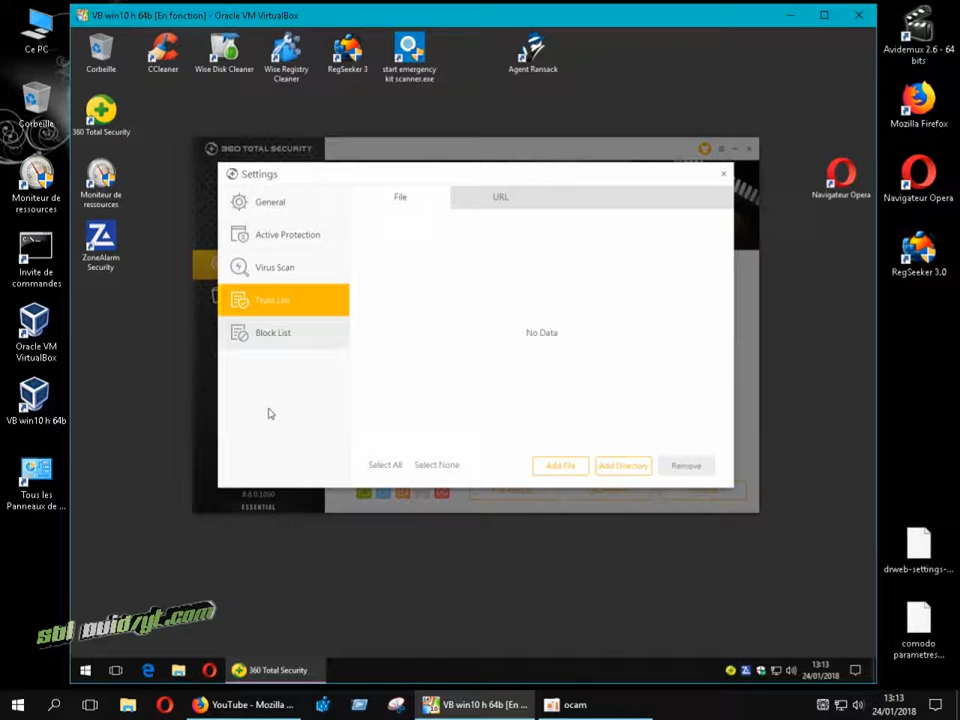 VB win10 h 64b [En fonction] - Oracle VM VirtualBox
Ce PC
Corbeille
Moniteur de
ressources
Invite de
commandes
Oracle VM
VirtualBox
VB win10 h 64b
Tous les
Panneaux de ...
Corbeille
CCleaner
Wise Disk Cleaner
Wise Registry
Cleaner
RegSeeker 3
start emergency
kit scanner.exe
Agent Ransack
360 Total Security
Moniteur de
ressources
ZoneAlarm
Security
Navigateur Opera
Avidemux 2.6 - 64
bits
Mozilla Firefox
Navigateur Opera
RegSeeker 3.0
drweb-settings-...
comodo
parametres...
360 TOTAL SECURITY
Settings
General
Active Protection
Virus Scan
Trust List
Block List
File
URL
No Data
Select All
Select None
Add File
Add Directory
Remove
8.8.0.1050
ESSENTIAL
360 Total Security
13:13
24/01/2018
YouTube - Mozilla ...
VB win10 h 64b [En ...
ocam
13:13
24/01/2018